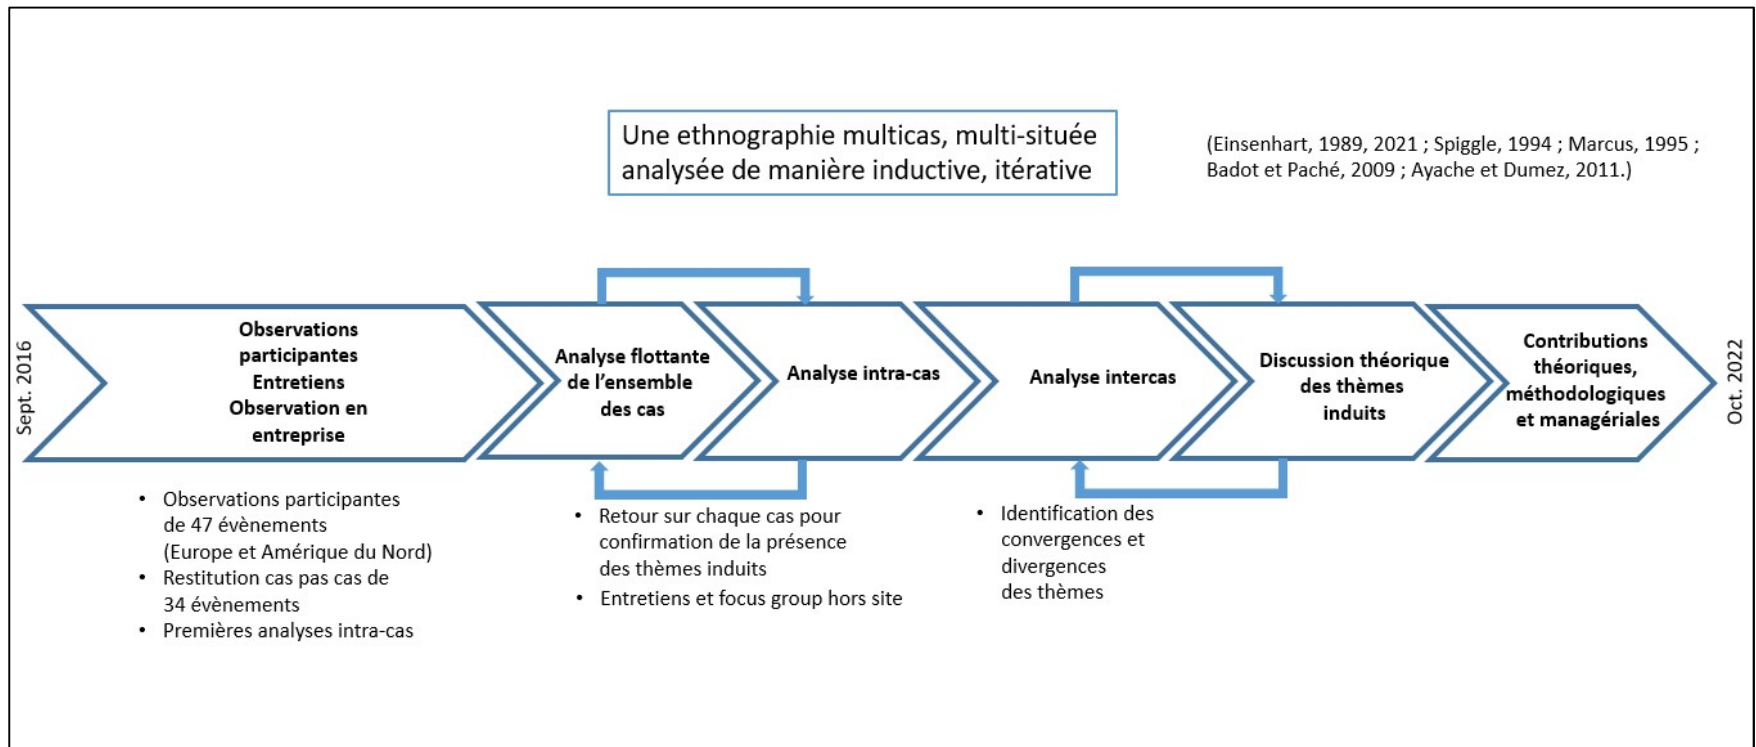 Une ethnographie multicas, multi-située
analysée de manière inductive, itérative
(Einsenhart, 1989, 2021 ; Spiggle, 1994 ; Marcus, 1995 ;
Badot et Paché, 2009 ; Ayache et Dumez, 2011.)
Sept. 2016
Observations
participantes
Entretiens
Observation en
entreprise
Analyse flottante
de l'ensemble
des cas
Analyse intra-cas
Analyse intercas
Discussion théorique
des thèmes
induits
Contributions
théoriques,
méthodologiques
et managériales
Oct. 2022
• Observations participantes
de 47 évènements
(Europe et Amérique du Nord)
• Restitution cas pas cas de
34 évènements
• Premières analyses intra-cas
• Retour sur chaque cas pour
confirmation de la présence
des thèmes induits
• Entretiens et focus group hors site
• Identification des
convergences et
divergences
des thèmes